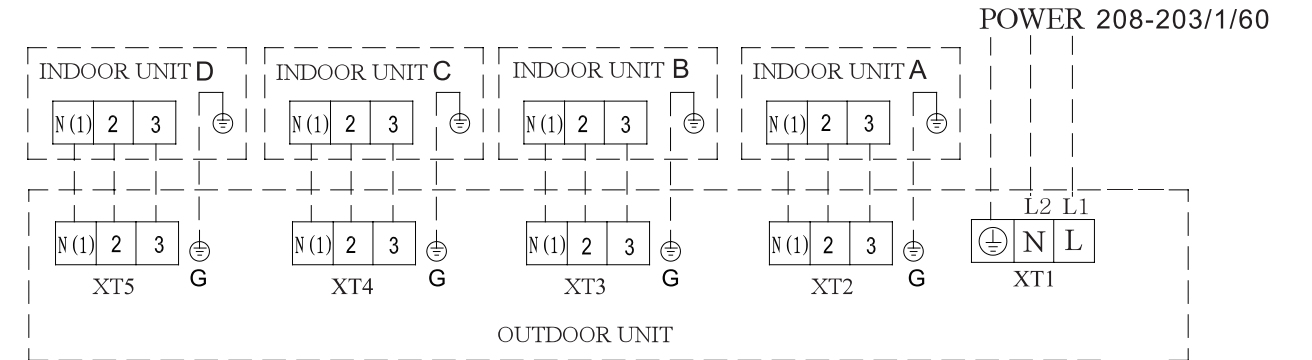 POWER 208-203/1/60
INDOOR UNIT D INDOOR UNIT C INDOOR UNIT B INDOOR UNIT A
N (1) 2 3 N (1) 2 3 N (1) 2 3 N (1) 2 3
L2 L1
N (1) 2 3 N (1) 2 3 N (1) 2 3 N (1) 2 3 N L
XT5 G XT4 G XT3 G XT2 G XT1
OUTDOOR UNIT